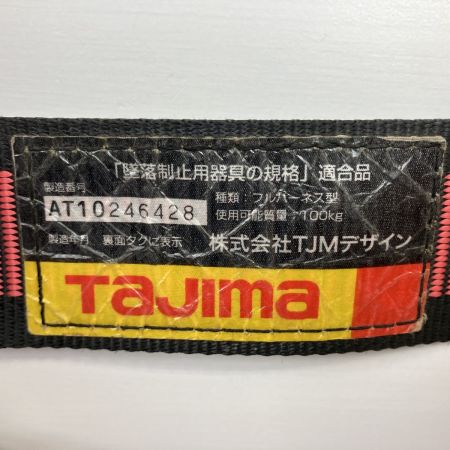 「墜落制止用器具の規格」適合品
製造番号
AT10246428
種類：フルハーネス型
使用可能質量：100kg
製造年月 裏面タグに表示
株式会社TJMデザイン
TaJIma